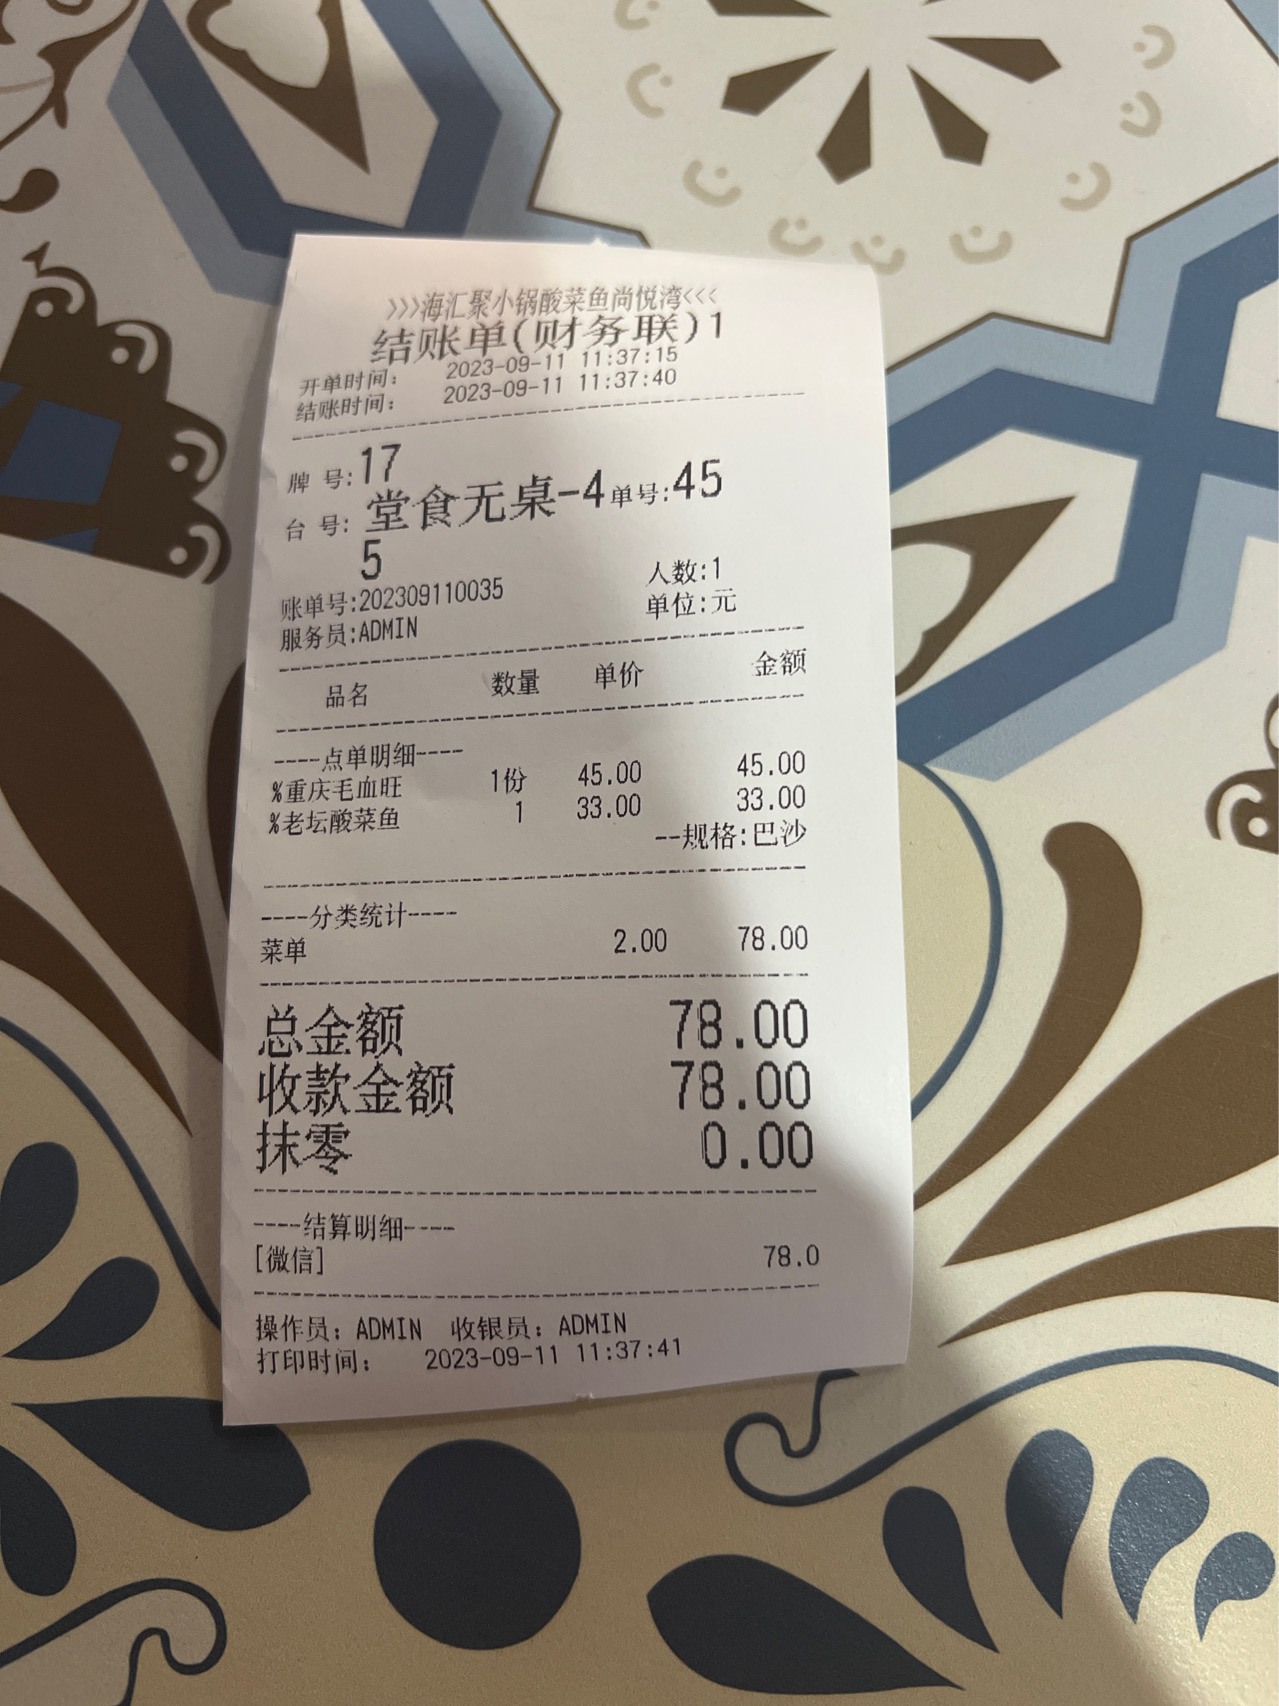 >>>海汇聚小锅酸菜鱼尚悦湾<<<
结账单(财务联)1
开单时间： 2023-09-11 11:37:15
结账时间： 2023-09-11 11:37:40
牌 号:17
台 号: 堂食无桌-4 单号:45
5
账单号:202309110035 人数:1
服务员:ADMIN 单位:元
品名 数量 单价 金额
----点单明细----
%重庆毛血旺 1份 45.00 45.00
%老坛酸菜鱼 1 33.00 33.00
--规格:巴沙
----分类统计----
菜单 2.00 78.00
总金额 78.00
收款金额 78.00
抹零 0.00
----结算明细----
[微信] 78.0
操作员：ADMIN 收银员：ADMIN
打印时间： 2023-09-11 11:37:41